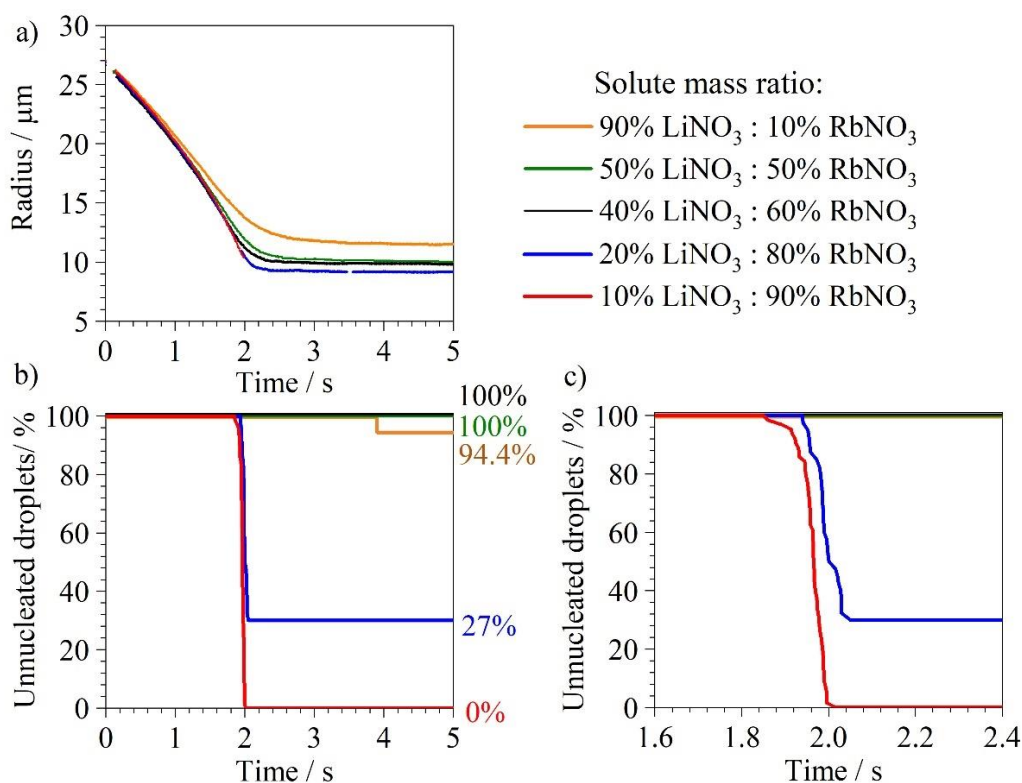 a)
30
25
20
15
10
5
Radius / μm
0 1 2 3 4 5
Time / s
Solute mass ratio:
90% LiNO₃ : 10% RbNO₃
50% LiNO₃ : 50% RbNO₃
40% LiNO₃ : 60% RbNO₃
20% LiNO₃ : 80% RbNO₃
10% LiNO₃ : 90% RbNO₃
b)
100
80
60
40
20
0
Unnucleated droplets/ %
0 1 2 3 4 5
Time / s
100%
100%
94.4%
27%
0%
c)
100
80
60
40
20
0
Unnucleated droplets / %
1.6 1.8 2.0 2.2 2.4
Time / s